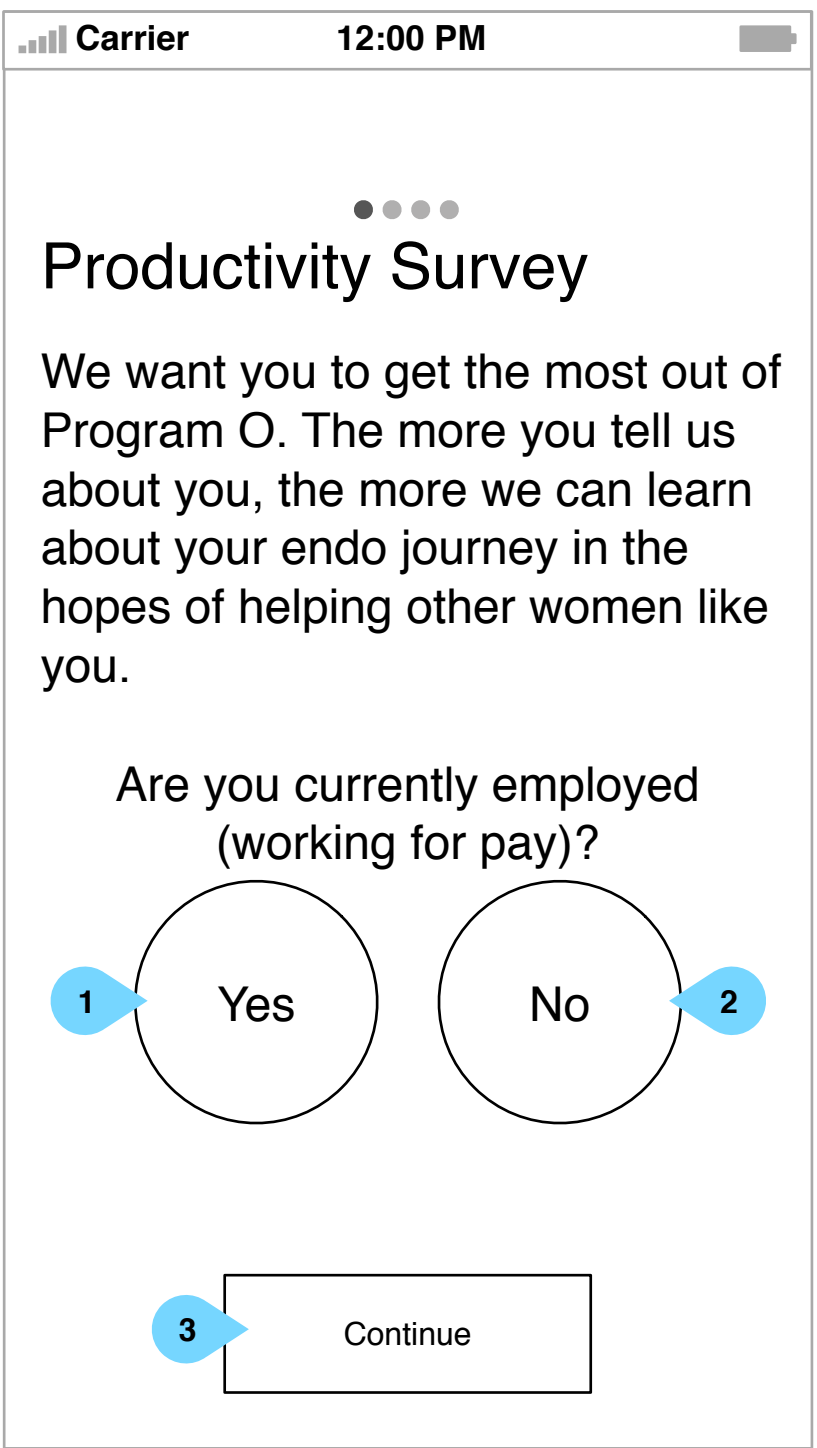 Carrier 12:00 PM
Productivity Survey
We want you to get the most out of
Program O. The more you tell us
about you, the more we can learn
about your endo journey in the
hopes of helping other women like
you.
Are you currently employed
(working for pay)?
1 Yes No 2
3 Continue